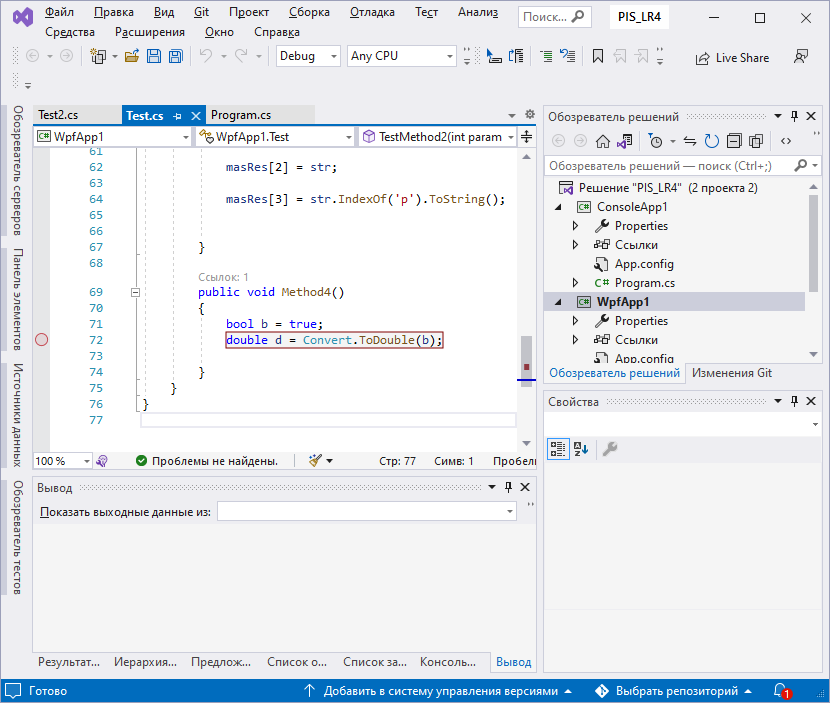 Файл Правка Вид Git Проект Сборка Отладка Тест Анализ Поиск... PIS_LR4
Средства Расширения Окно Справка
Debug Any CPU Live Share
Обозреватель серверов
Панель элементов
Источники данных
Обозреватель тестов
Test2.cs Test.cs Program.cs
C# WpfApp1 WpfApp1.Test TestMethod2(int param
61
62 masRes[2] = str;
63
64 masRes[3] = str.IndexOf('p').ToString();
65
66
67 }
68
Ссылок: 1
69 public void Method4()
70 {
71 bool b = true;
72 double d = Convert.ToDouble(b);
73
74 }
75 }
76 }
77
100 % Проблемы не найдены. Стр: 77 Симв: 1 Пробелы
Вывод
Показать выходные данные из:
Результат... Иерархия... Предлож... Список о... Список за... Консоль... Вывод
Обозреватель решений
Обозреватель решений — поиск (Ctrl+;)
Решение "PIS_LR4" (2 проекта 2)
C# ConsoleApp1
Properties
Ссылки
App.config
C# Program.cs
C# WpfApp1
Properties
Ссылки
App.config
Обозреватель решений Изменения Git
Свойства
Готово Добавить в систему управления версиями Выбрать репозиторий 1